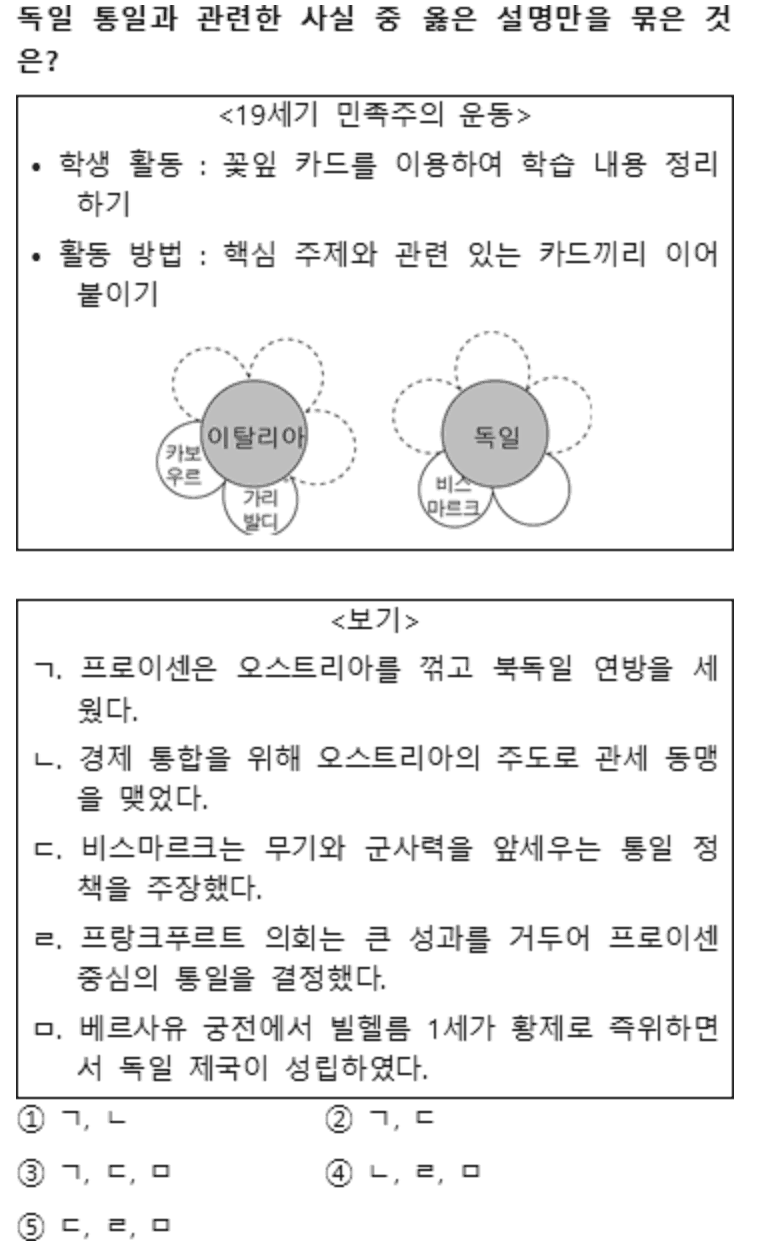 독일 통일과 관련한 사실 중 옳은 설명만을 묶은 것
은?
<19세기 민족주의 운동>
• 학생 활동 : 꽃잎 카드를 이용하여 학습 내용 정리
하기
• 활동 방법 : 핵심 주제와 관련 있는 카드끼리 이어
붙이기
이탈리아
카보
우르
가리
발디
독일
비스
마르크
<보기>
ㄱ. 프로이센은 오스트리아를 꺾고 북독일 연방을 세
웠다.
ㄴ. 경제 통합을 위해 오스트리아의 주도로 관세 동맹
을 맺었다.
ㄷ. 비스마르크는 무기와 군사력을 앞세우는 통일 정
책을 주장했다.
ㄹ. 프랑크푸르트 의회는 큰 성과를 거두어 프로이센
중심의 통일을 결정했다.
ㅁ. 베르사유 궁전에서 빌헬름 1세가 황제로 즉위하면
서 독일 제국이 성립하였다.
① ㄱ, ㄴ ② ㄱ, ㄷ
③ ㄱ, ㄷ, ㅁ ④ ㄴ, ㄹ, ㅁ
⑤ ㄷ, ㄹ, ㅁ